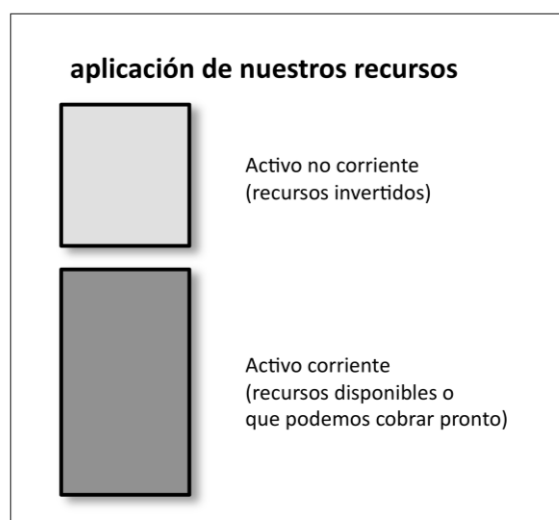 aplicación de nuestros recursos
Activo no corriente
(recursos invertidos)
Activo corriente
(recursos disponibles o
que podemos cobrar pronto)